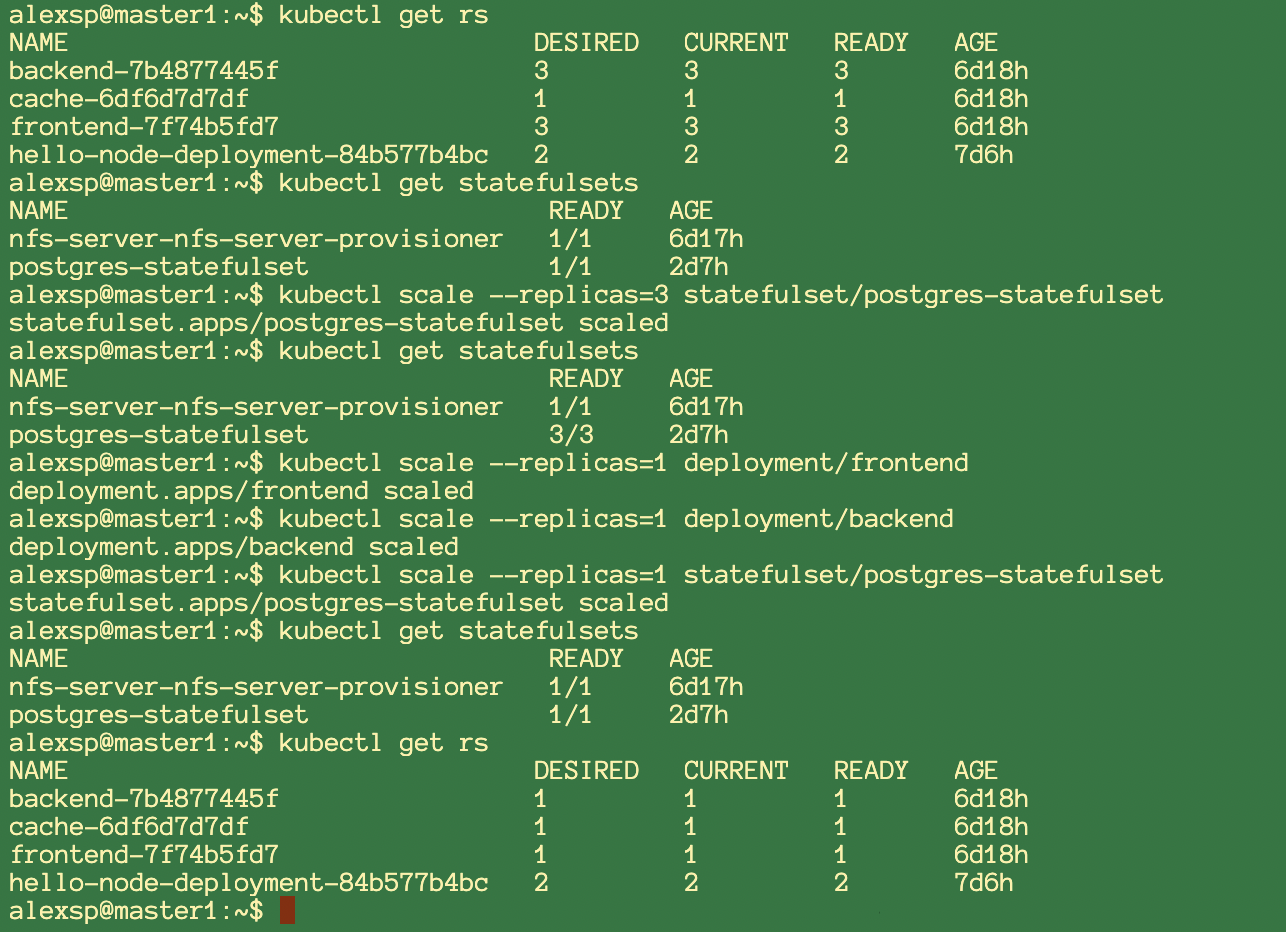 alexsp@master1:~$ kubectl get rs
NAME                               DESIRED   CURRENT   READY   AGE
backend-7b4877445f                 3         3         3       6d18h
cache-6df6d7d7df                   1         1         1       6d18h
frontend-7f74b5fd7                 3         3         3       6d18h
hello-node-deployment-84b577b4bc   2         2         2       7d6h
alexsp@master1:~$ kubectl get statefulsets
NAME                                READY   AGE
nfs-server-nfs-server-provisioner   1/1     6d17h
postgres-statefulset                1/1     2d7h
alexsp@master1:~$ kubectl scale --replicas=3 statefulset/postgres-statefulset
statefulset.apps/postgres-statefulset scaled
alexsp@master1:~$ kubectl get statefulsets
NAME                                READY   AGE
nfs-server-nfs-server-provisioner   1/1     6d17h
postgres-statefulset                3/3     2d7h
alexsp@master1:~$ kubectl scale --replicas=1 deployment/frontend
deployment.apps/frontend scaled
alexsp@master1:~$ kubectl scale --replicas=1 deployment/backend
deployment.apps/backend scaled
alexsp@master1:~$ kubectl scale --replicas=1 statefulset/postgres-statefulset
statefulset.apps/postgres-statefulset scaled
alexsp@master1:~$ kubectl get statefulsets
NAME                                READY   AGE
nfs-server-nfs-server-provisioner   1/1     6d17h
postgres-statefulset                1/1     2d7h
alexsp@master1:~$ kubectl get rs
NAME                               DESIRED   CURRENT   READY   AGE
backend-7b4877445f                 1         1         1       6d18h
cache-6df6d7d7df                   1         1         1       6d18h
frontend-7f74b5fd7                 1         1         1       6d18h
hello-node-deployment-84b577b4bc   2         2         2       7d6h
alexsp@master1:~$